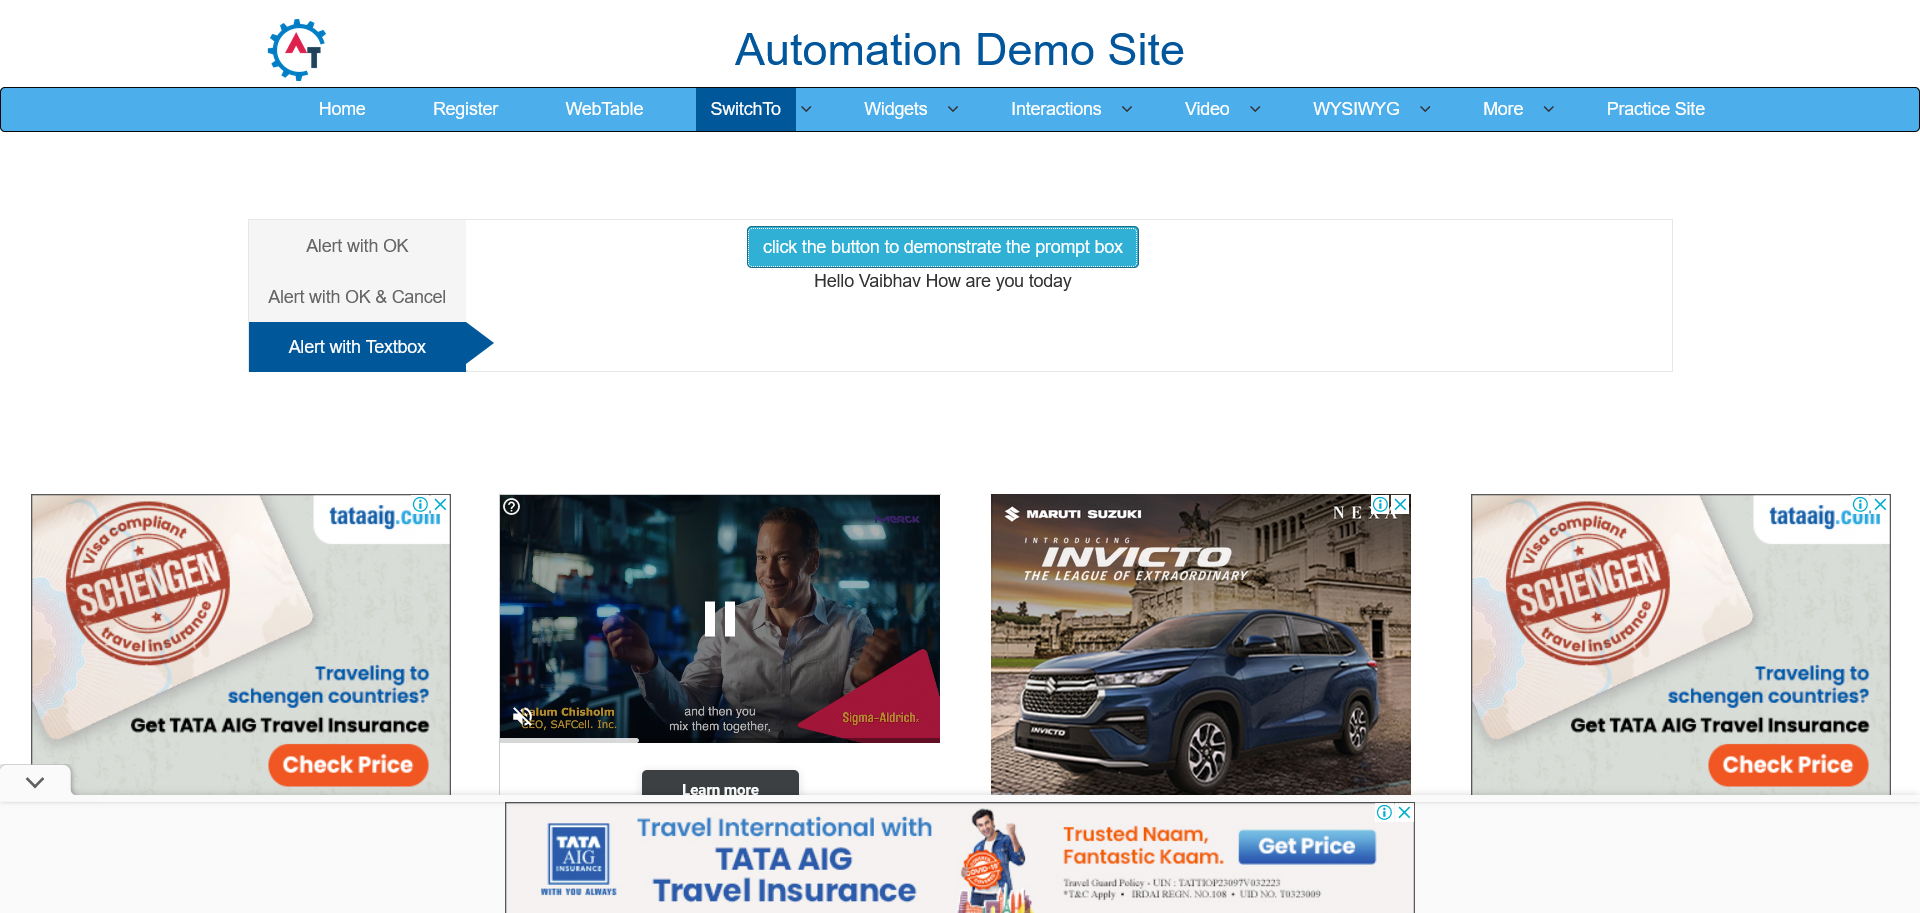 AT
Automation Demo Site
Home Register WebTable SwitchTo Widgets Interactions Video WYSIWYG More Practice Site
Alert with OK
Alert with OK & Cancel
Alert with Textbox
click the button to demonstrate the prompt box
Hello Vaibhav How are you today
tataaig.com
Visa compliant
SCHENGEN
travel insurance
Traveling to
schengen countries?
Get TATA AIG Travel Insurance
Check Price
MERCK
Calum Chisholm
CEO, SAFCell. Inc.
and then you
mix them together,
Sigma-Aldrich.
Learn more
MARUTI SUZUKI
NEXA
INTRODUCING
INVICTO
THE LEAGUE OF EXTRAORDINARY
INVICTO
tataaig.com
Visa compliant
SCHENGEN
travel insurance
Traveling to
schengen countries?
Get TATA AIG Travel Insurance
Check Price
TATA
AIG
INSURANCE
WITH YOU ALWAYS
Travel International with
TATA AIG
Travel Insurance
COVID-19
Trusted Naam,
Fantastic Kaam.
Get Price
Travel Guard Policy - UIN : TATTIOP23097V032223
*T&C Apply • IRDAI REGN. NO.108 • UID NO. T0323009